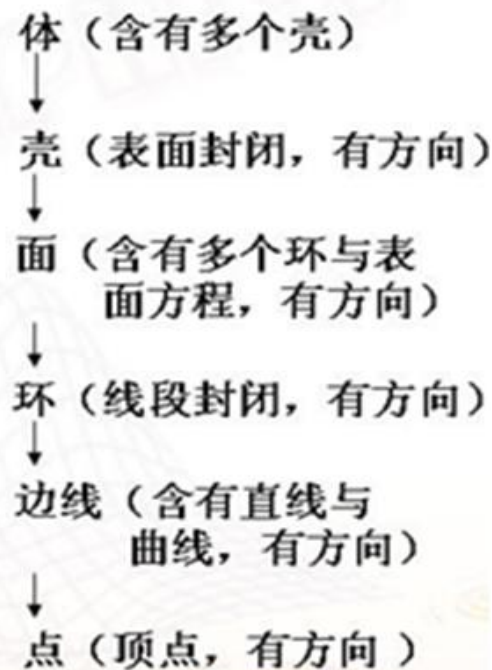 体（含有多个壳）
壳（表面封闭，有方向）
面（含有多个环与表
面方程，有方向）
环（线段封闭，有方向）
边线（含有直线与
曲线，有方向）
点（顶点，有方向 ）